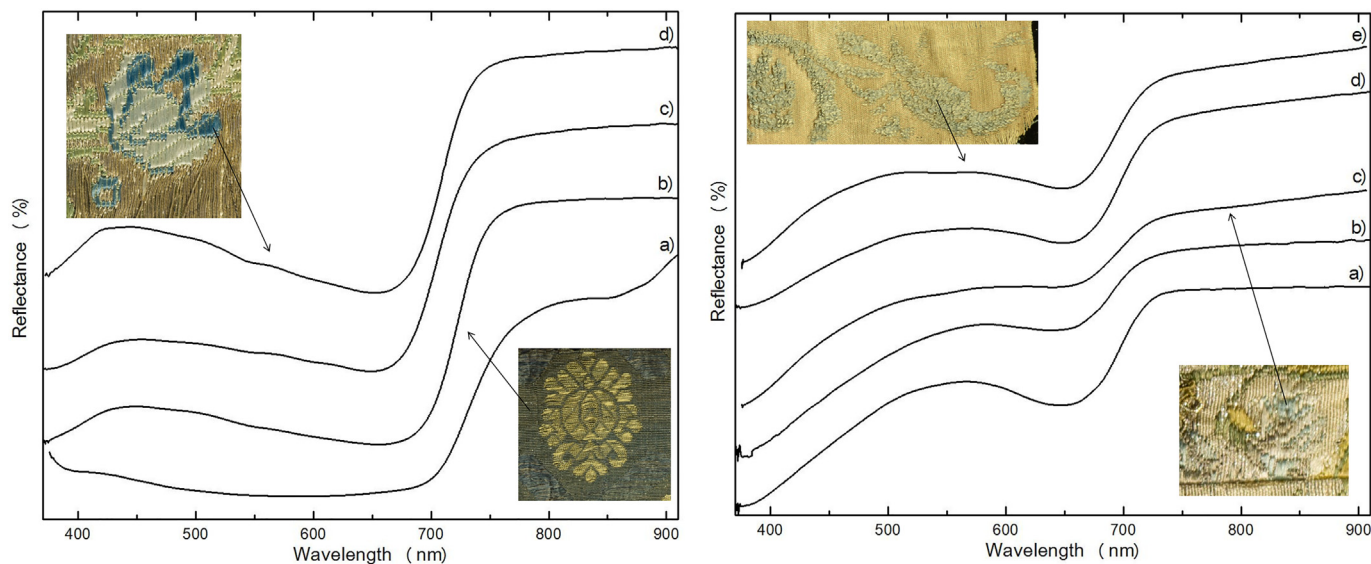 d)
c)
b)
a)
Reflectance ( %)
400 500 600 700 800 900
Wavelength ( nm)
e)
d)
c)
b)
a)
Reflectance ( %)
400 500 600 700 800 900
Wavelength ( nm)